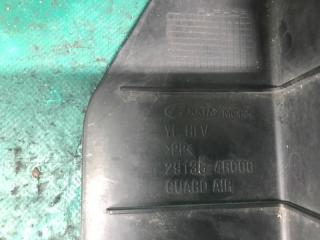 YF HEV
>PP<
29135-4R000
GUARD AIR